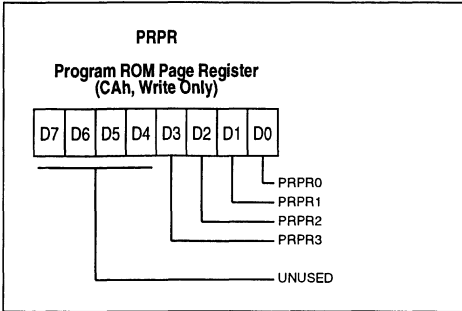 PRPR
Program ROM Page Register
(CAh, Write Only)
D7 D6 D5 D4 D3 D2 D1 D0
PRPR0
PRPR1
PRPR2
PRPR3
UNUSED